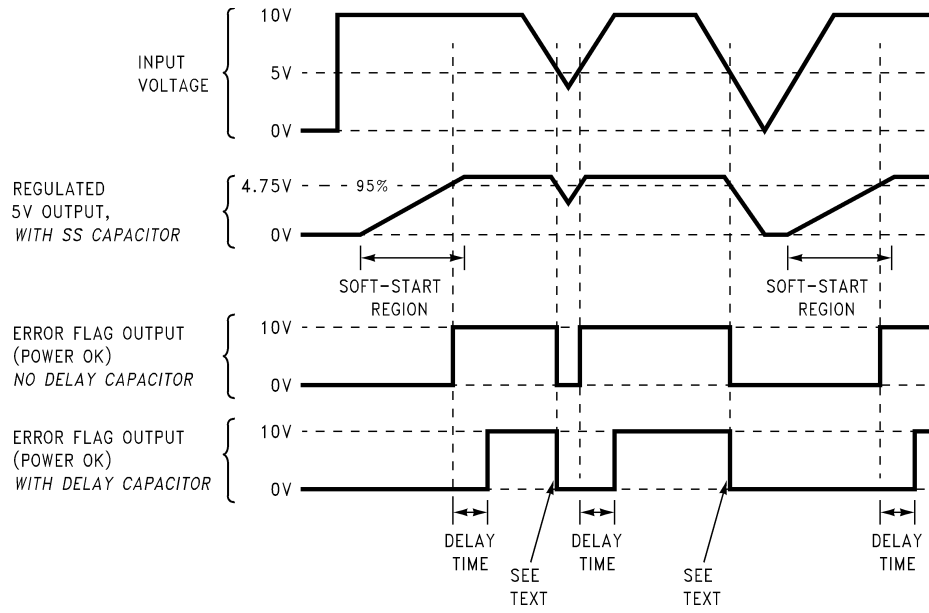 10V
INPUT
VOLTAGE
5V
0V
REGULATED
5V OUTPUT,
WITH SS CAPACITOR
4.75V
95%
0V
SOFT-START
REGION
SOFT-START
REGION
ERROR FLAG OUTPUT
(POWER OK)
NO DELAY CAPACITOR
10V
0V
ERROR FLAG OUTPUT
(POWER OK)
WITH DELAY CAPACITOR
10V
0V
DELAY
TIME
SEE
TEXT
DELAY
TIME
SEE
TEXT
DELAY
TIME